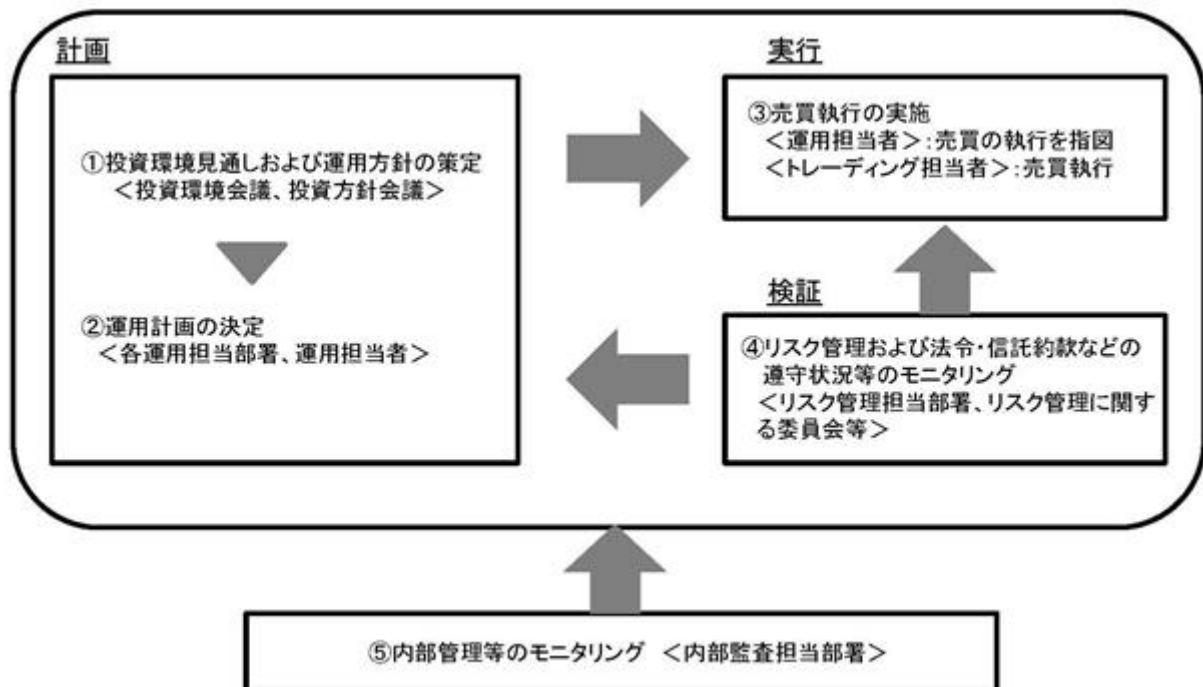 計画
①投資環境見通しおよび運用方針の策定
＜投資環境会議、投資方針会議＞
②運用計画の決定
＜各運用担当部署、運用担当者＞
実行
③売買執行の実施
＜運用担当者＞：売買の執行を指図
＜トレーディング担当者＞：売買執行
検証
④リスク管理および法令・信託約款などの
遵守状況等のモニタリング
＜リスク管理担当部署、リスク管理に関す
る委員会等＞
⑤内部管理等のモニタリング　＜内部監査担当部署＞